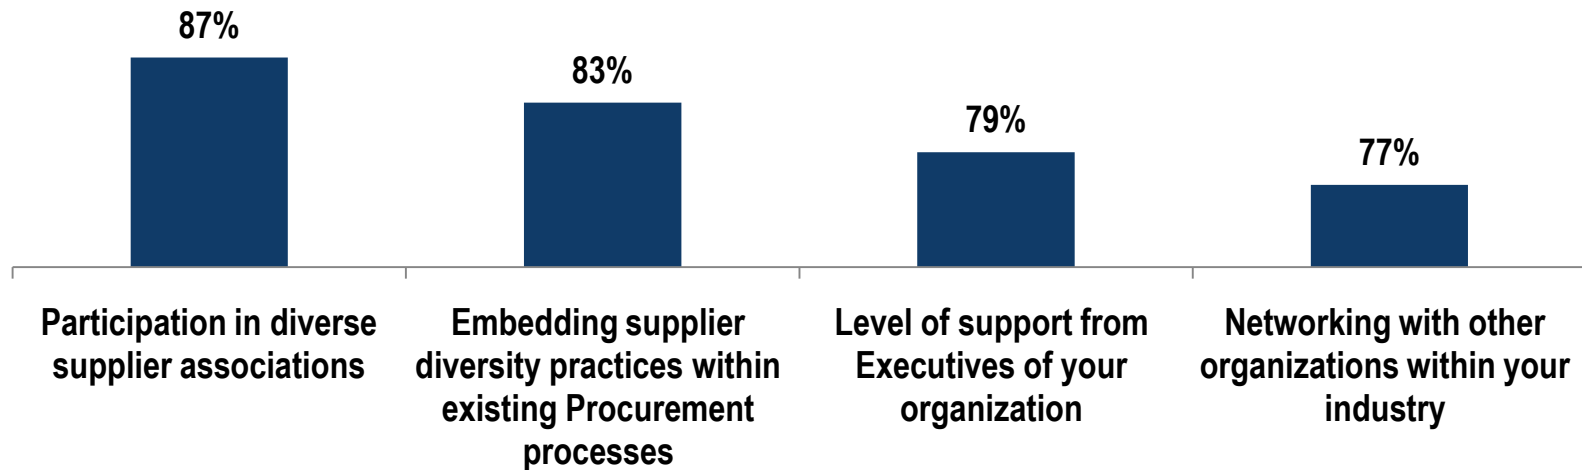 87%
83%
79%
77%
Participation in diverse
supplier associations
Embedding supplier
diversity practices within
existing Procurement
processes
Level of support from
Executives of your
organization
Networking with other
organizations within your
industry